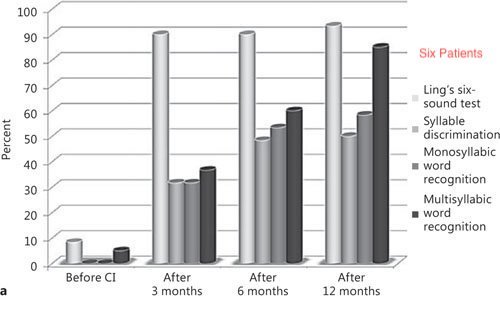 100
90
80
70
60
50
40
30
20
10
0
Percent
Before CI
After
3 months
After
6 months
After
12 months
a
Six Patients
Ling's six-
sound test
Syllable
discrimination
Monosyllabic
word
recognition
Multisyllabic
word
recognition